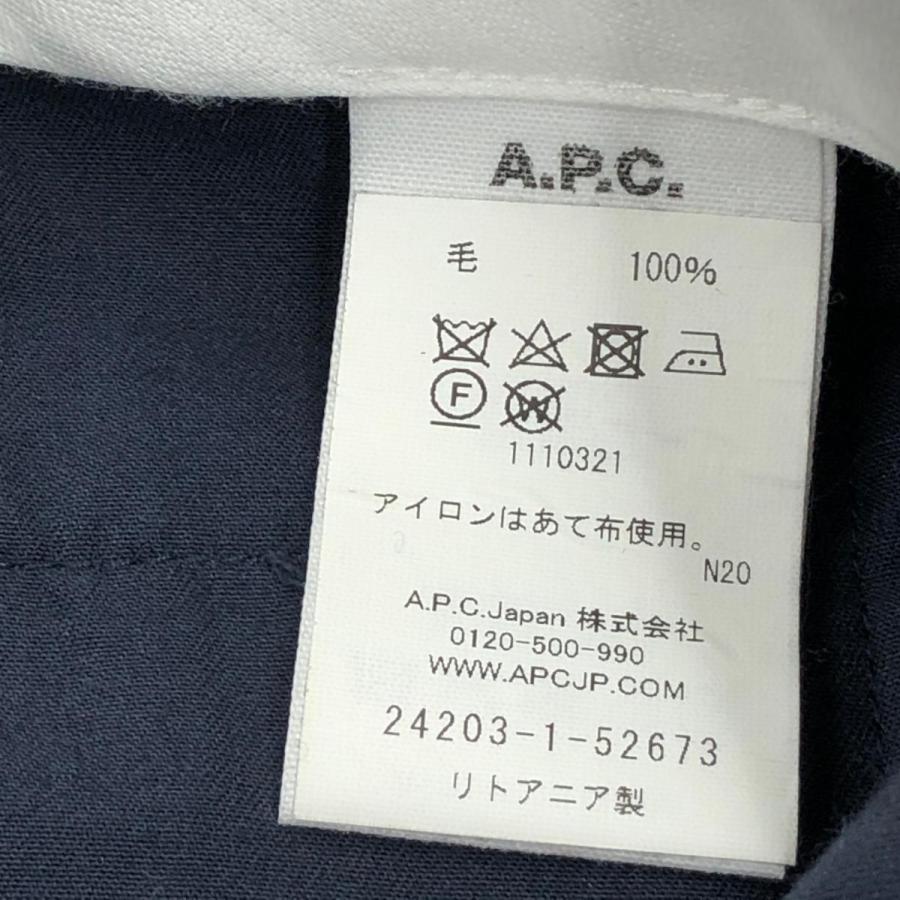 A.P.C.
毛 100%
F W
1110321
アイロンはあて布使用。
N20
A.P.C.Japan 株式会社
0120-500-990
WWW.APCJP.COM
24203-1-52673
リトアニア製